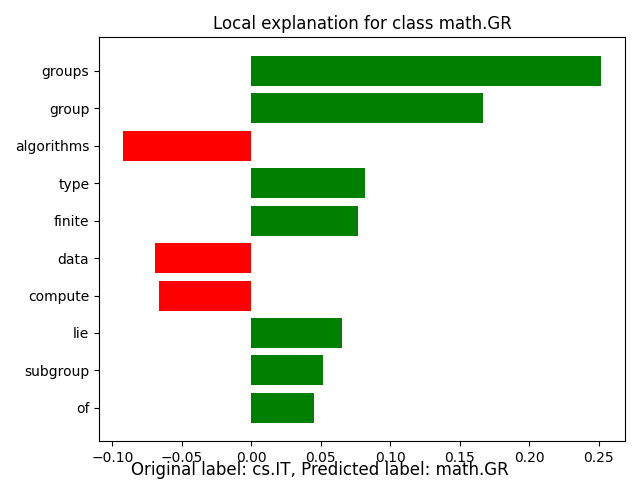 Local explanation for class math.GR
groups
group
algorithms
type
finite
data
compute
lie
subgroup
of
−0.10 −0.05 0.00 0.05 0.10 0.15 0.20 0.25
Original label: cs.IT, Predicted label: math.GR